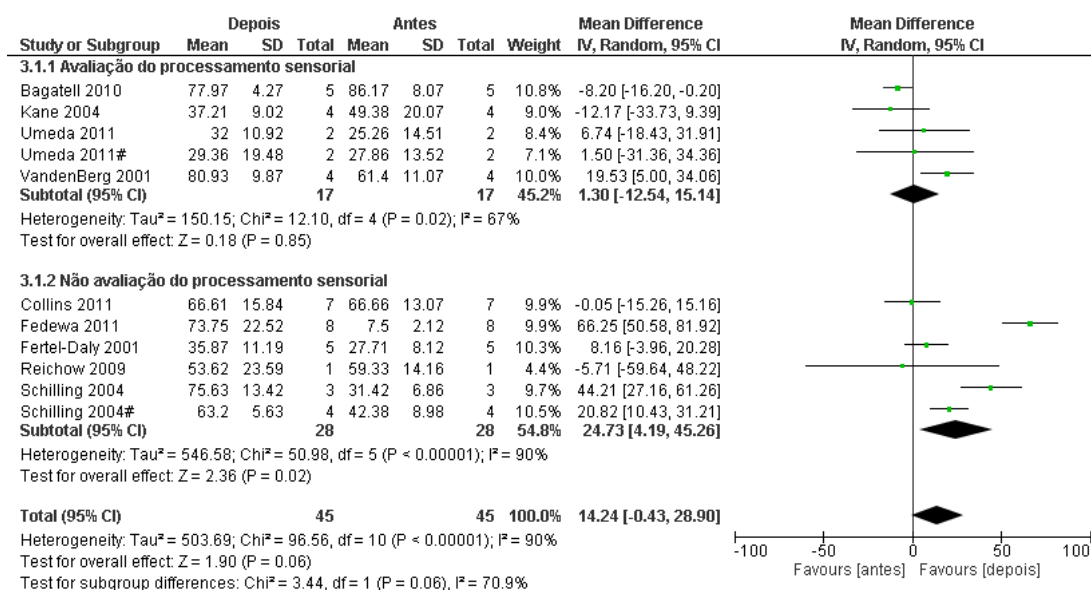 Depois Antes Mean Difference Mean Difference
Study or Subgroup Mean SD Total Mean SD Total Weight IV, Random, 95% CI IV, Random, 95% CI
3.1.1 Avaliação do processamento sensorial
Bagatell 2010 77.97 4.27 5 86.17 8.07 5 10.8% -8.20 [-16.20, -0.20]
Kane 2004 37.21 9.02 4 49.38 20.07 4 9.0% -12.17 [-33.73, 9.39]
Umeda 2011 32 10.92 2 25.26 14.51 2 8.4% 6.74 [-18.43, 31.91]
Umeda 2011# 29.36 19.48 2 27.86 13.52 2 7.1% 1.50 [-31.36, 34.36]
VandenBerg 2001 80.93 9.87 4 61.4 11.07 4 10.0% 19.53 [5.00, 34.06]
Subtotal (95% CI) 17 17 45.2% 1.30 [-12.54, 15.14]
Heterogeneity: Tau² = 150.15; Chi² = 12.10, df = 4 (P = 0.02); I² = 67%
Test for overall effect: Z = 0.18 (P = 0.85)
3.1.2 Não avaliação do processamento sensorial
Collins 2011 66.61 15.84 7 66.66 13.07 7 9.9% -0.05 [-15.26, 15.16]
Fedewa 2011 73.75 22.52 8 7.5 2.12 8 9.9% 66.25 [50.58, 81.92]
Fertel-Daly 2001 35.87 11.19 5 27.71 8.12 5 10.3% 8.16 [-3.96, 20.28]
Reichow 2009 53.62 23.59 1 59.33 14.16 1 4.4% -5.71 [-59.64, 48.22]
Schilling 2004 75.63 13.42 3 31.42 6.86 3 9.7% 44.21 [27.16, 61.26]
Schilling 2004# 63.2 5.63 4 42.38 8.98 4 10.5% 20.82 [10.43, 31.21]
Subtotal (95% CI) 28 28 54.8% 24.73 [4.19, 45.26]
Heterogeneity: Tau² = 546.58; Chi² = 50.98, df = 5 (P < 0.00001); I² = 90%
Test for overall effect: Z = 2.36 (P = 0.02)
Total (95% CI) 45 45 100.0% 14.24 [-0.43, 28.90]
Heterogeneity: Tau² = 503.69; Chi² = 96.56, df = 10 (P < 0.00001); I² = 90%
Test for overall effect: Z = 1.90 (P = 0.06)
Test for subgroup differences: Chi² = 3.44, df = 1 (P = 0.06), I² = 70.9%
-100 -50 0 50 100
Favours [antes] Favours [depois]